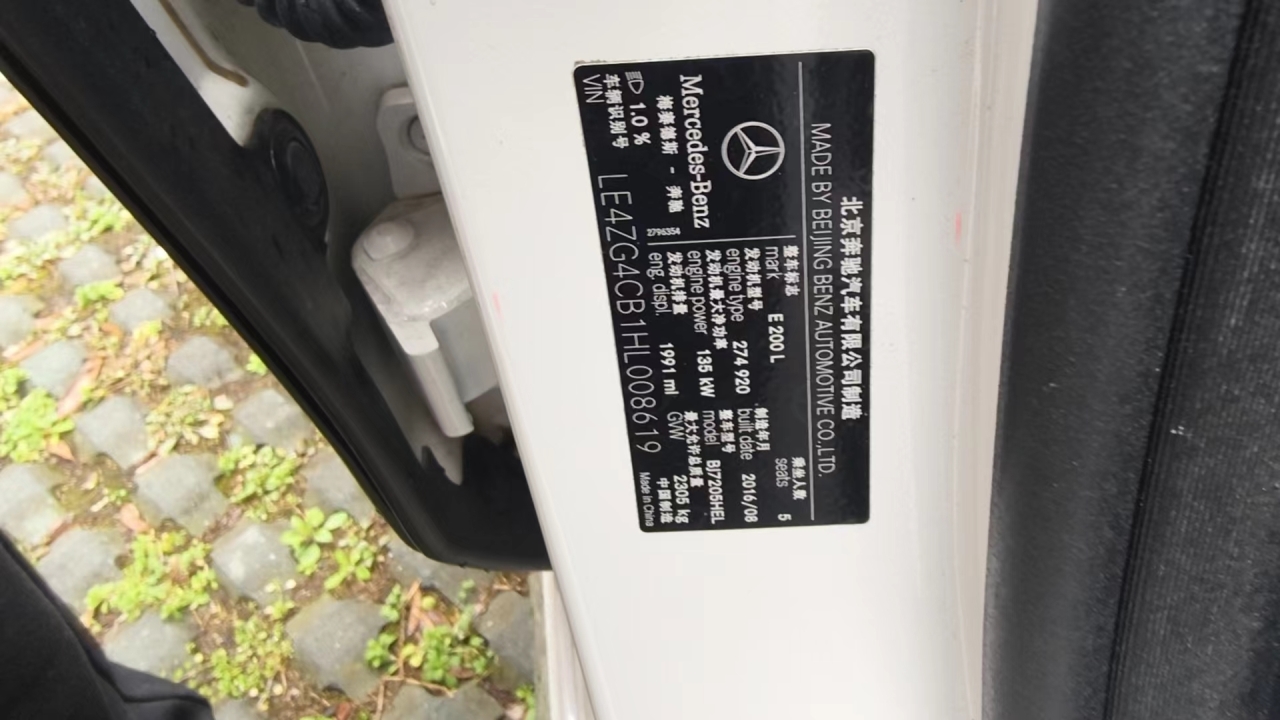 北京奔驰汽车有限公司制造
MADE BY BEIJING BENZ AUTOMOTIVE CO.,LTD.
Mercedes-Benz
梅赛德斯 - 奔驰
1.0 %
2796356
整车标志
mark E 200 L
乘坐人数
seats 5
发动机型号
engine type 274 920
制造年月
built date 2016/08
发动机最大净功率
engine power 135 kW
整车型号
model BJ7205HEL
发动机排量
eng. displ. 1991 ml
最大允许总质量
GVW 2305 kg
车辆识别号
VIN LE4ZG4CB1HL008619
中国制造
Made In China